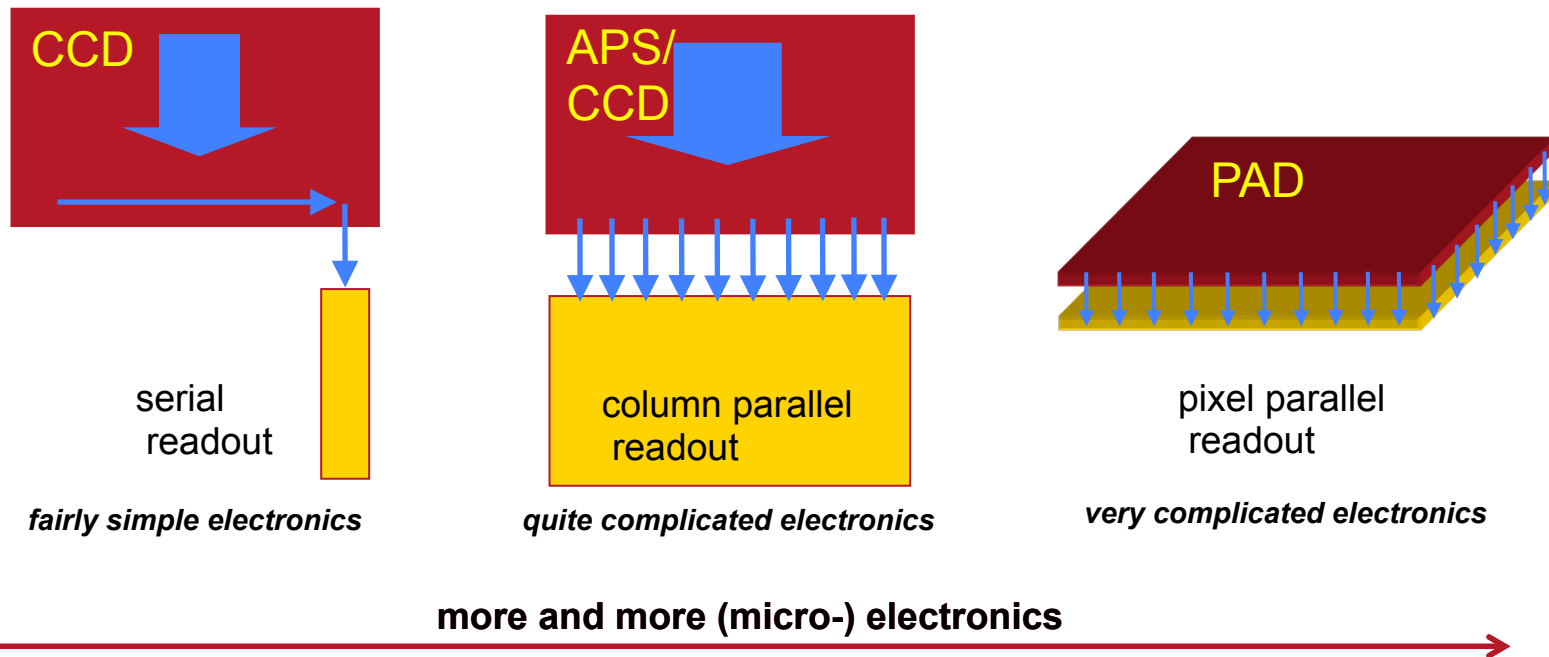 CCD
serial
readout
fairly simple electronics
APS/
CCD
column parallel
readout
quite complicated electronics
PAD
pixel parallel
readout
very complicated electronics
more and more (micro-) electronics